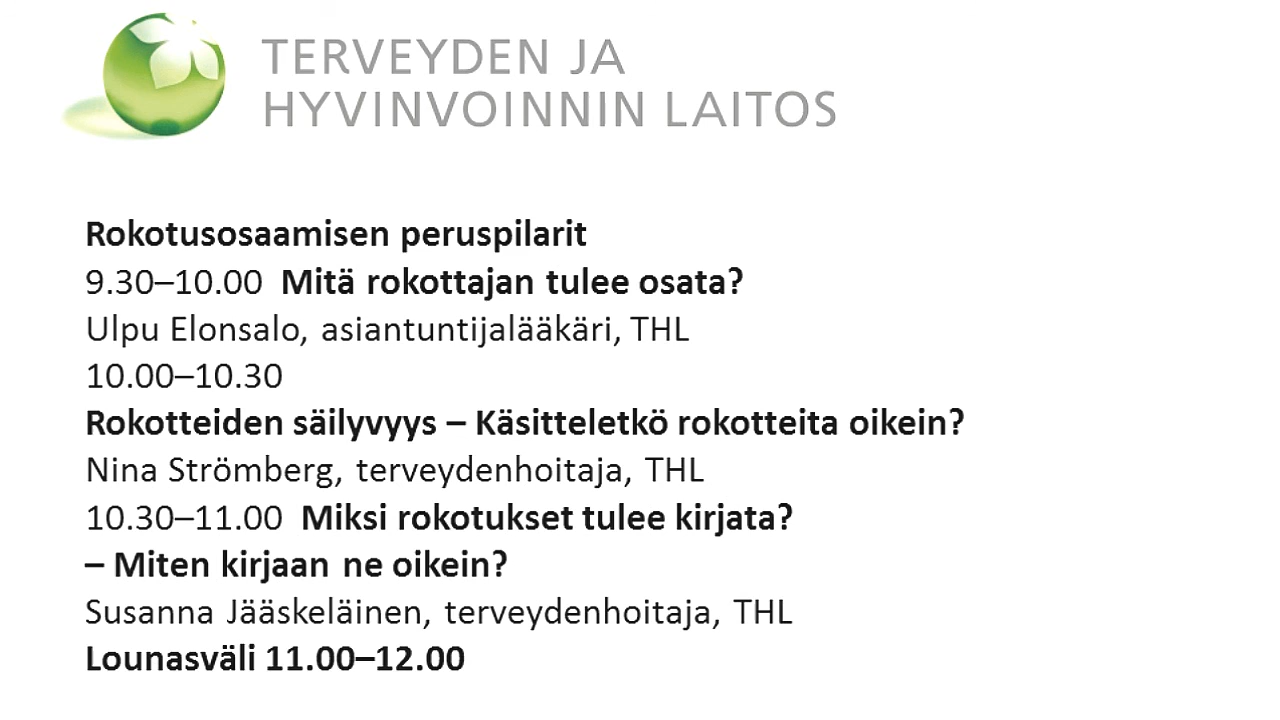 TERVEYDEN JA
HYVINVOINNIN LAITOS
Rokotusosaamisen peruspilarit
9.30–10.00 Mitä rokottajan tulee osata?
Ulpu Elonsalo, asiantuntijalääkäri, THL
10.00–10.30
Rokotteiden säilyvyys – Käsitteletkö rokotteita oikein?
Nina Strömberg, terveydenhoitaja, THL
10.30–11.00 Miksi rokotukset tulee kirjata?
– Miten kirjaan ne oikein?
Susanna Jääskeläinen, terveydenhoitaja, THL
Lounasväli 11.00–12.00